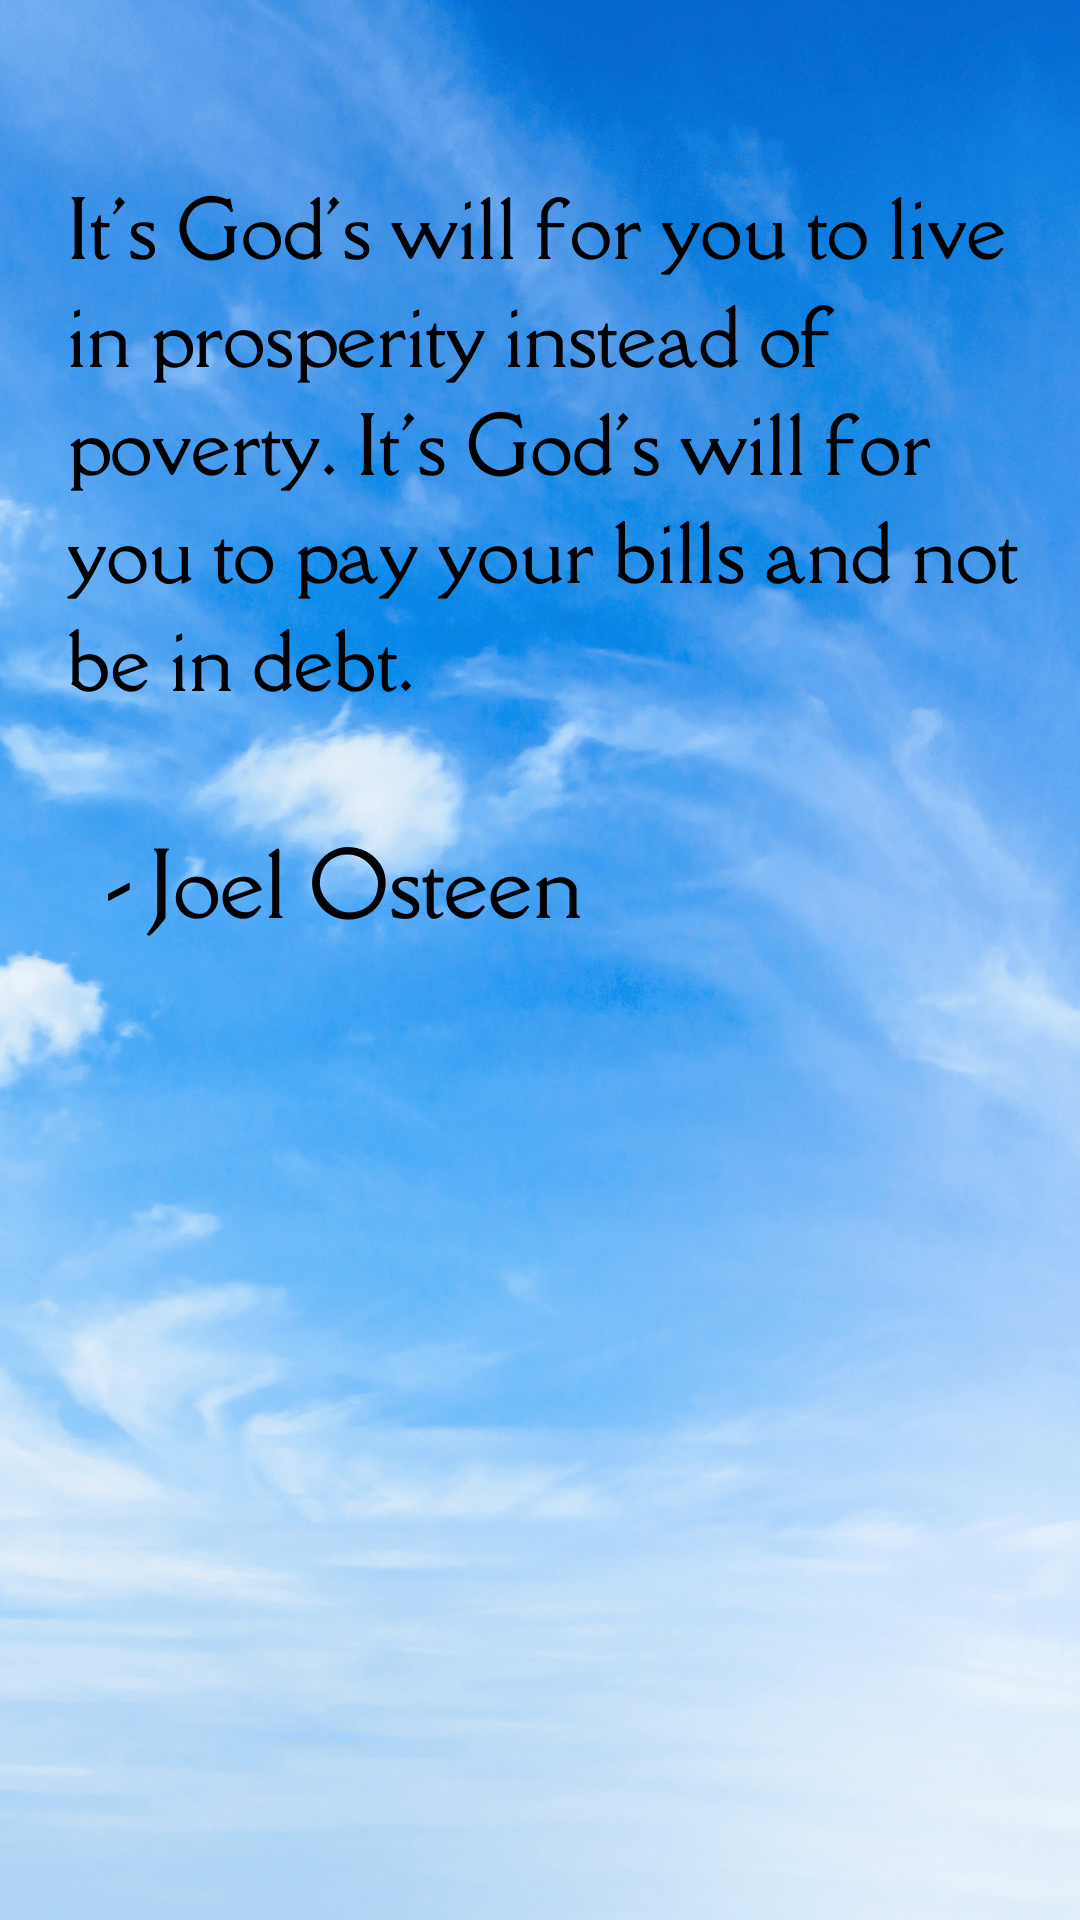 It's God's will for you to live
in prosperity instead of
poverty. It's God's will for
you to pay your bills and not
be in debt.
- Joel Osteen